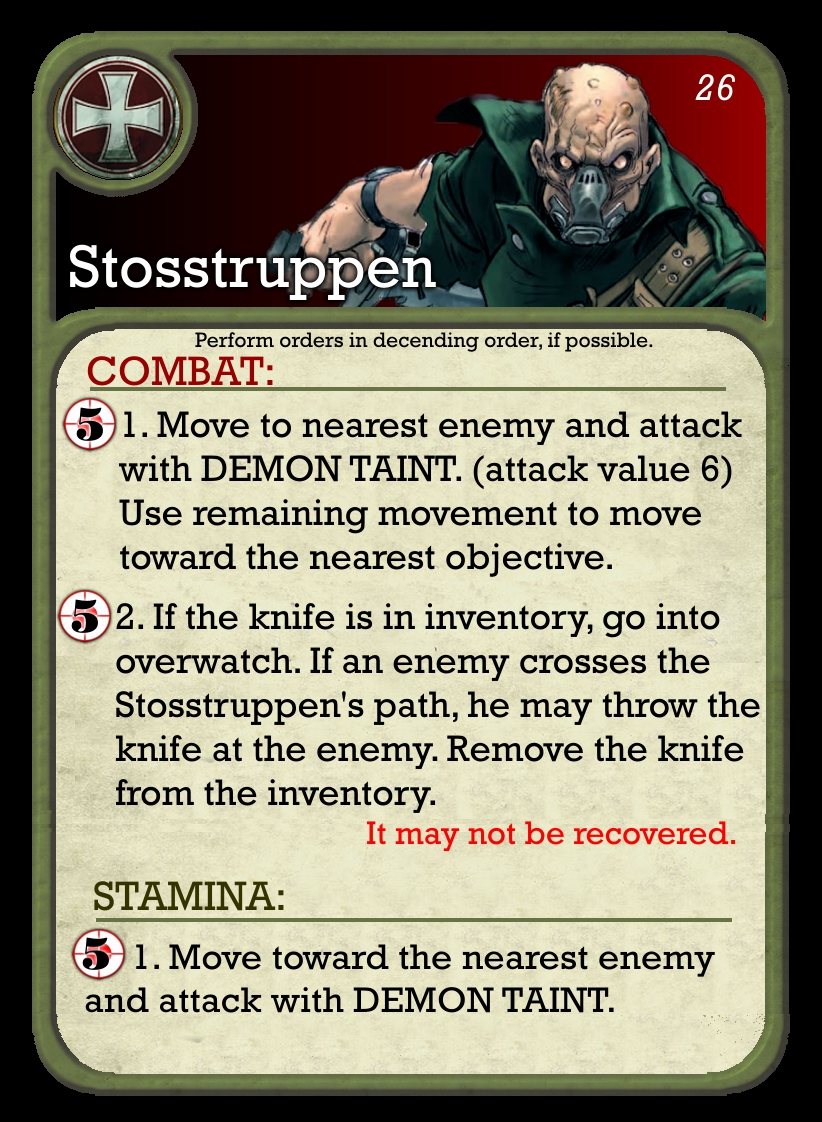 26
Stosstruppen
Perform orders in decending order, if possible.
COMBAT:
5 1. Move to nearest enemy and attack
with DEMON TAINT. (attack value 6)
Use remaining movement to move
toward the nearest objective.
5 2. If the knife is in inventory, go into
overwatch. If an enemy crosses the
Stosstruppen's path, he may throw the
knife at the enemy. Remove the knife
from the inventory.
It may not be recovered.
STAMINA:
5 1. Move toward the nearest enemy
and attack with DEMON TAINT.